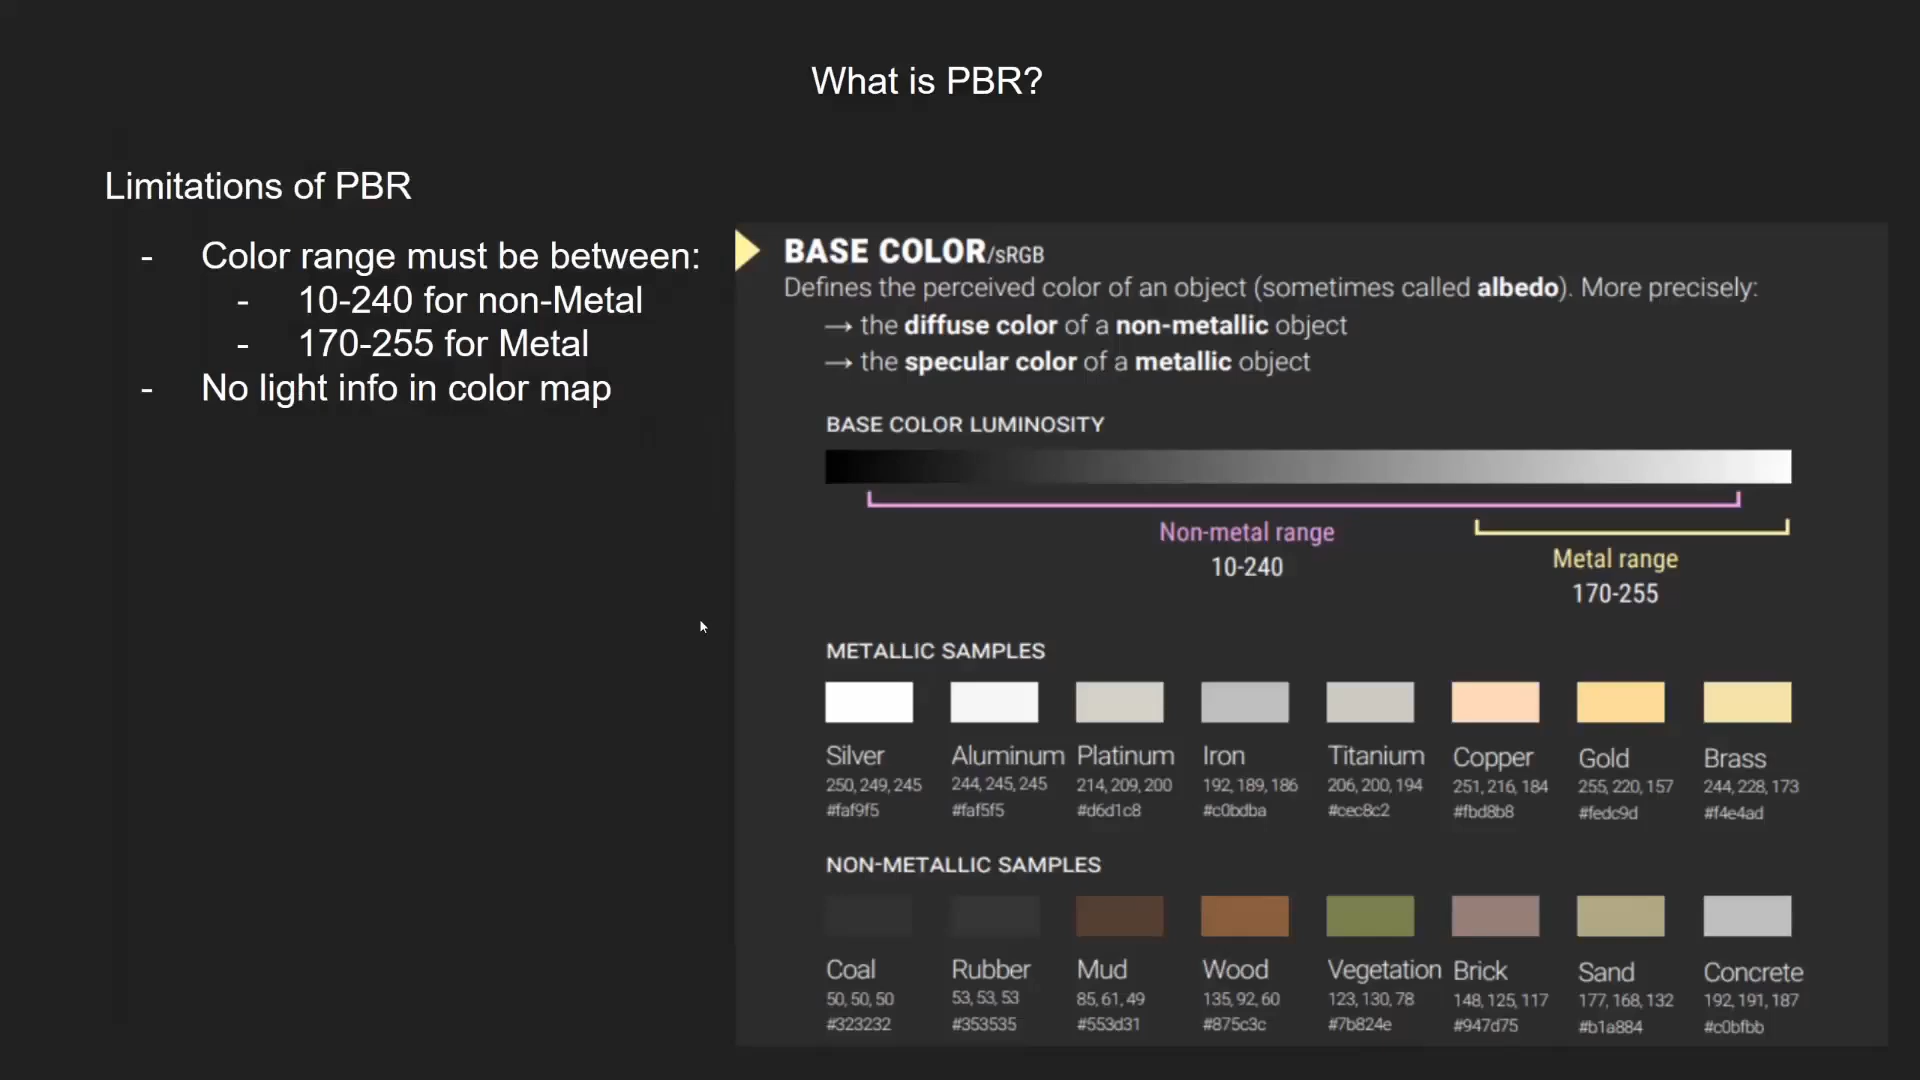 What is PBR?
Limitations of PBR
- Color range must be between:
- 10-240 for non-Metal
- 170-255 for Metal
- No light info in color map
BASE COLOR/sRGB
Defines the perceived color of an object (sometimes called albedo). More precisely:
→ the diffuse color of a non-metallic object
→ the specular color of a metallic object
BASE COLOR LUMINOSITY
Non-metal range
10-240
Metal range
170-255
METALLIC SAMPLES
Silver Aluminum Platinum Iron Titanium Copper Gold Brass
250, 249, 245 244, 245, 245 214, 209, 200 192, 189, 186 206, 200, 194 251, 216, 184 255, 220, 157 244, 228, 173
#faf9f5 #faf5f5 #d6d1c8 #c0bdba #cec8c2 #fbd8b8 #fedc9d #f4e4ad
NON-METALLIC SAMPLES
Coal Rubber Mud Wood Vegetation Brick Sand Concrete
50, 50, 50 53, 53, 53 85, 61, 49 135, 92, 60 123, 130, 78 148, 125, 117 177, 168, 132 192, 191, 187
#323232 #353535 #553d31 #875c3c #7b824e #947d75 #b1a884 #c0bfbb